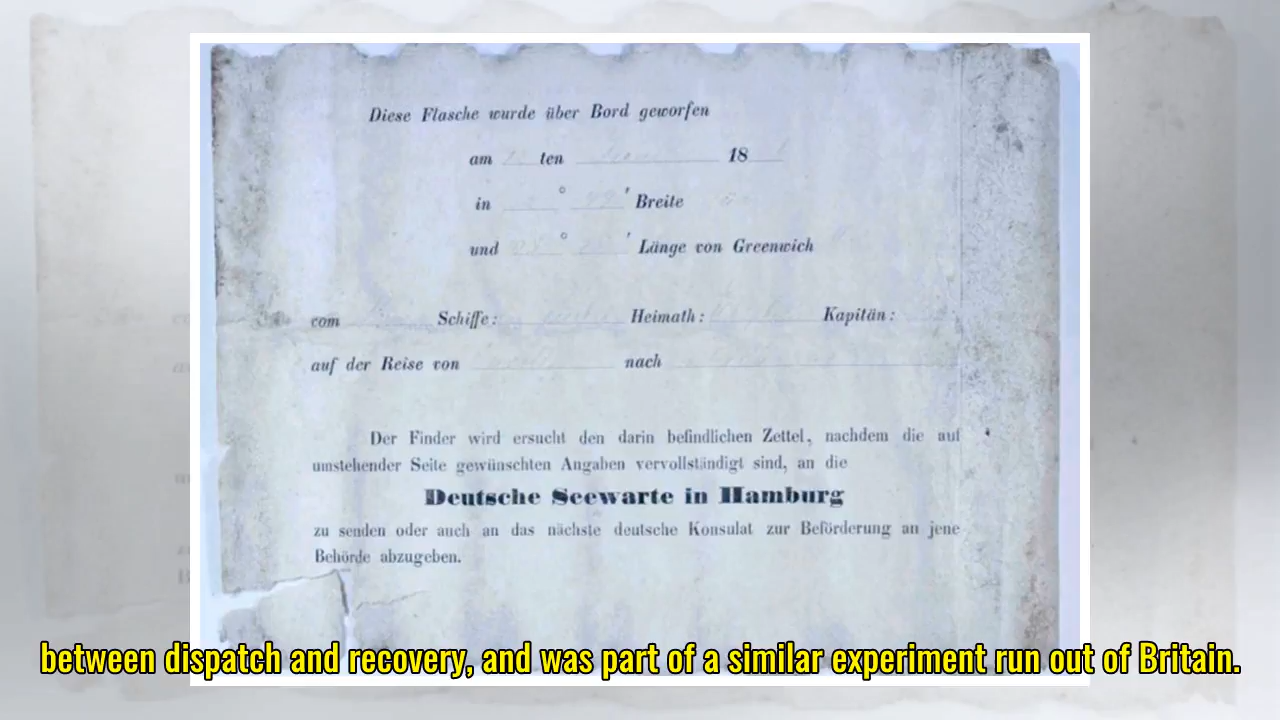 Diese Flasche wurde über Bord geworfen
am ten 18
in ° ' Breite
und ° ' Länge von Greenwich
vom Schiffe: Heimath: Kapitän:
auf der Reise von nach
Der Finder wird ersucht den darin befindlichen Zettel, nachdem die auf
umstehender Seite gewünschten Angaben vervollständigt sind, an die
Deutsche Seewarte in Hamburg
zu senden oder auch an das nächste deutsche Konsulat zur Beförderung an jene
Behörde abzugeben.
between dispatch and recovery, and was part of a similar experiment run out of Britain.